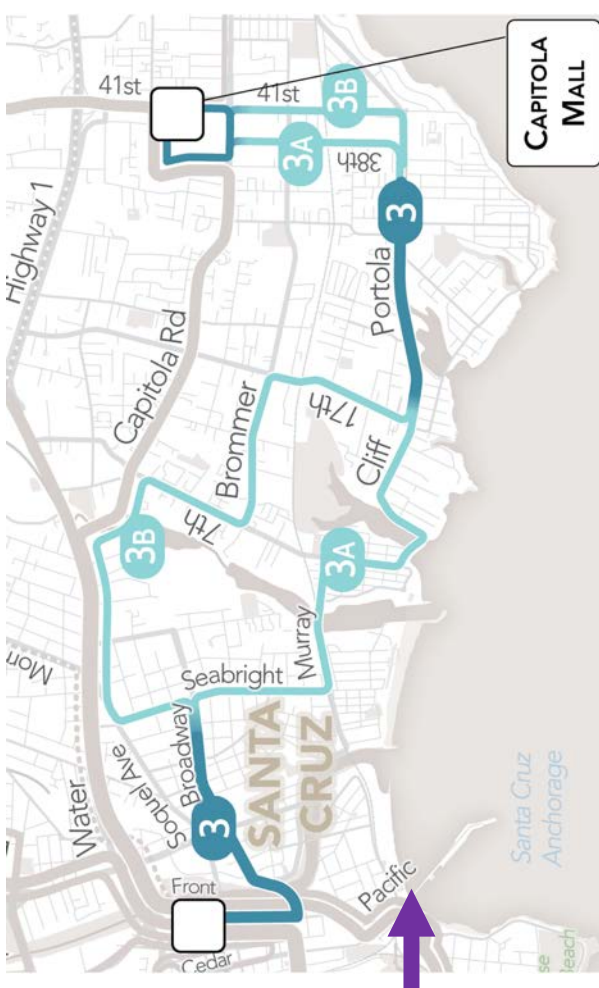 41st
41st
3B
CAPITOLA
MALL
3A
38th
Highway 1
3
Portola
Capitola Rd
Brommer
17th
Cliff
7th
3B
3A
Murray
Seabright
Water
Soquel Ave
Broadway
SANTA
CRUZ
3
Front
Cedar
Pacific
Santa Cruz
Anchorage
se
Beach